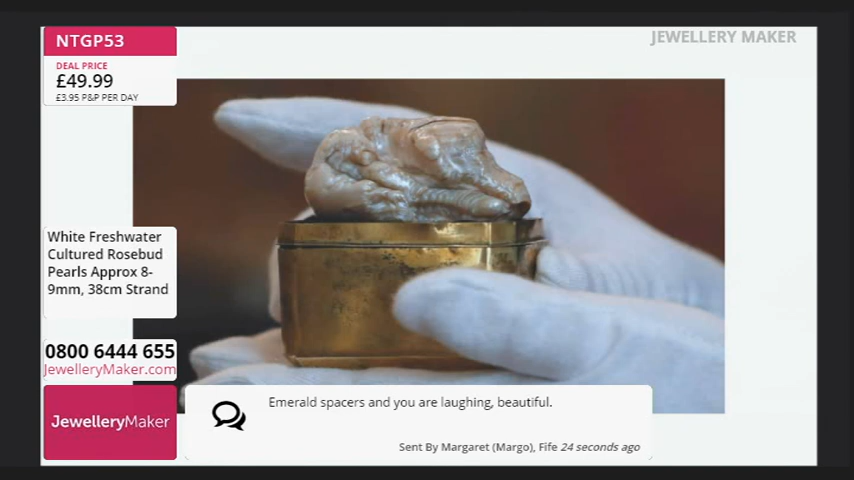 NTGP53
DEAL PRICE
£49.99
£3.95 P&P PER DAY
JEWELLERY MAKER
White Freshwater
Cultured Rosebud
Pearls Approx 8-
9mm, 38cm Strand
0800 6444 655
JewelleryMaker.com
JewelleryMaker
Emerald spacers and you are laughing, beautiful.
Sent By Margaret (Margo), Fife 24 seconds ago